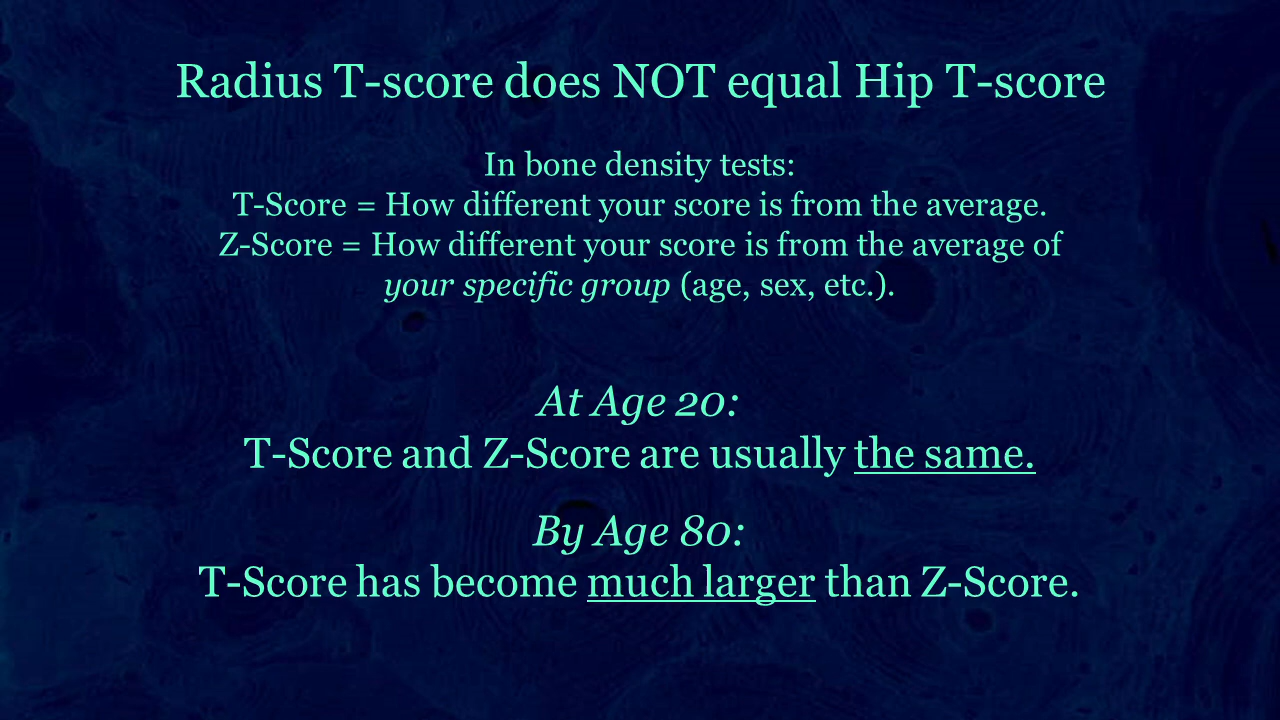 Radius T-score does NOT equal Hip T-score
In bone density tests:
T-Score = How different your score is from the average.
Z-Score = How different your score is from the average of
your specific group (age, sex, etc.).
At Age 20:
T-Score and Z-Score are usually the same.
By Age 80:
T-Score has become much larger than Z-Score.